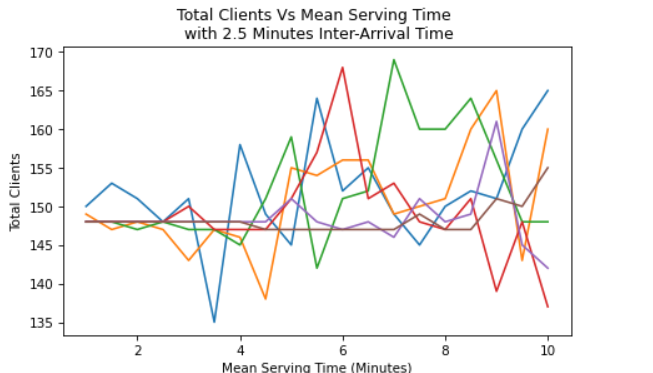 Total Clients Vs Mean Serving Time
with 2.5 Minutes Inter-Arrival Time
170
165
160
155
150
145
140
135
Total Clients
2 4 6 8 10
Mean Serving Time (Minutes)